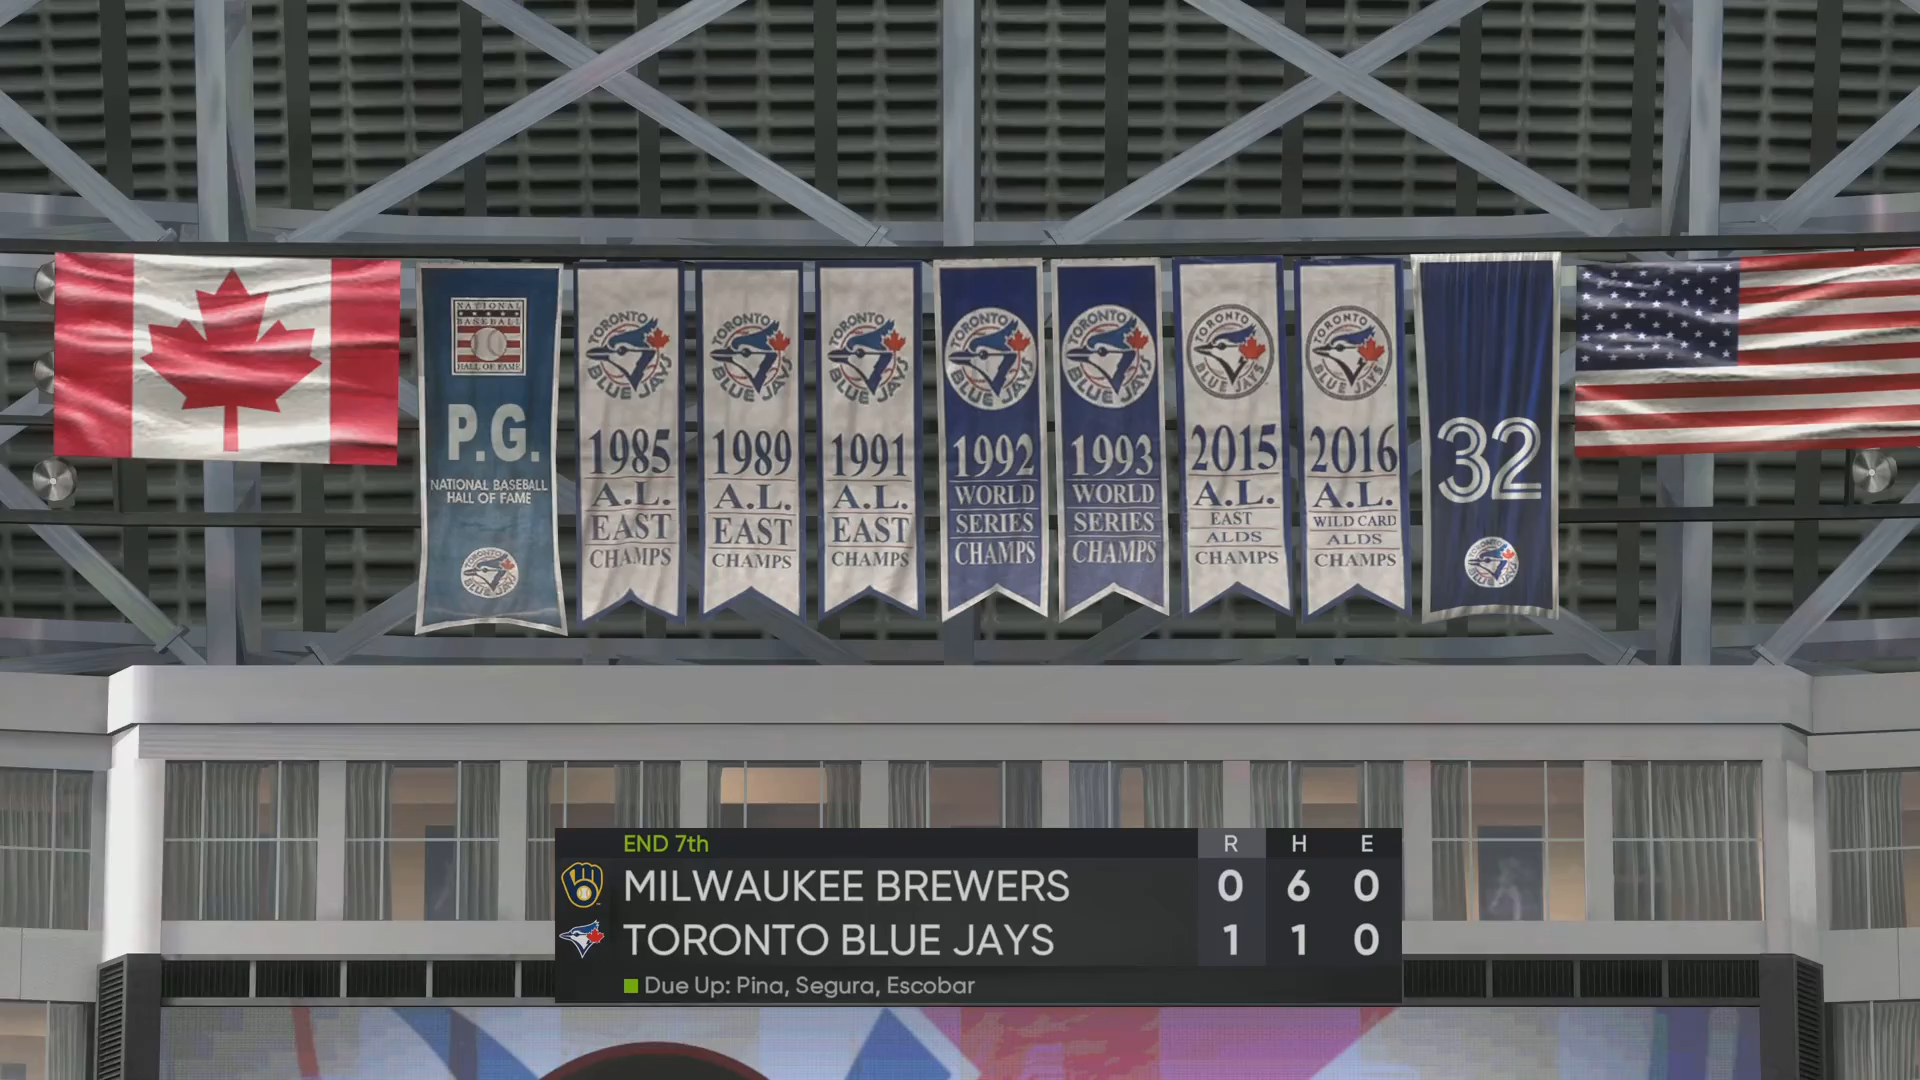 NATIONAL
BASEBALL
HALL OF FAME
P.G.
NATIONAL BASEBALL
HALL OF FAME
TORONTO
BLUE JAYS
TORONTO
BLUE JAYS
1985
A.L.
EAST
CHAMPS
TORONTO
BLUE JAYS
1989
A.L.
EAST
CHAMPS
TORONTO
BLUE JAYS
1991
A.L.
EAST
CHAMPS
TORONTO
BLUE JAYS
1992
WORLD
SERIES
CHAMPS
TORONTO
BLUE JAYS
1993
WORLD
SERIES
CHAMPS
TORONTO
BLUE JAYS
2015
A.L.
EAST
ALDS
CHAMPS
TORONTO
BLUE JAYS
2016
A.L.
WILD CARD
ALDS
CHAMPS
32
TORONTO
BLUE JAYS
END 7th R H E
MILWAUKEE BREWERS 0 6 0
TORONTO BLUE JAYS 1 1 0
Due Up: Pina, Segura, Escobar